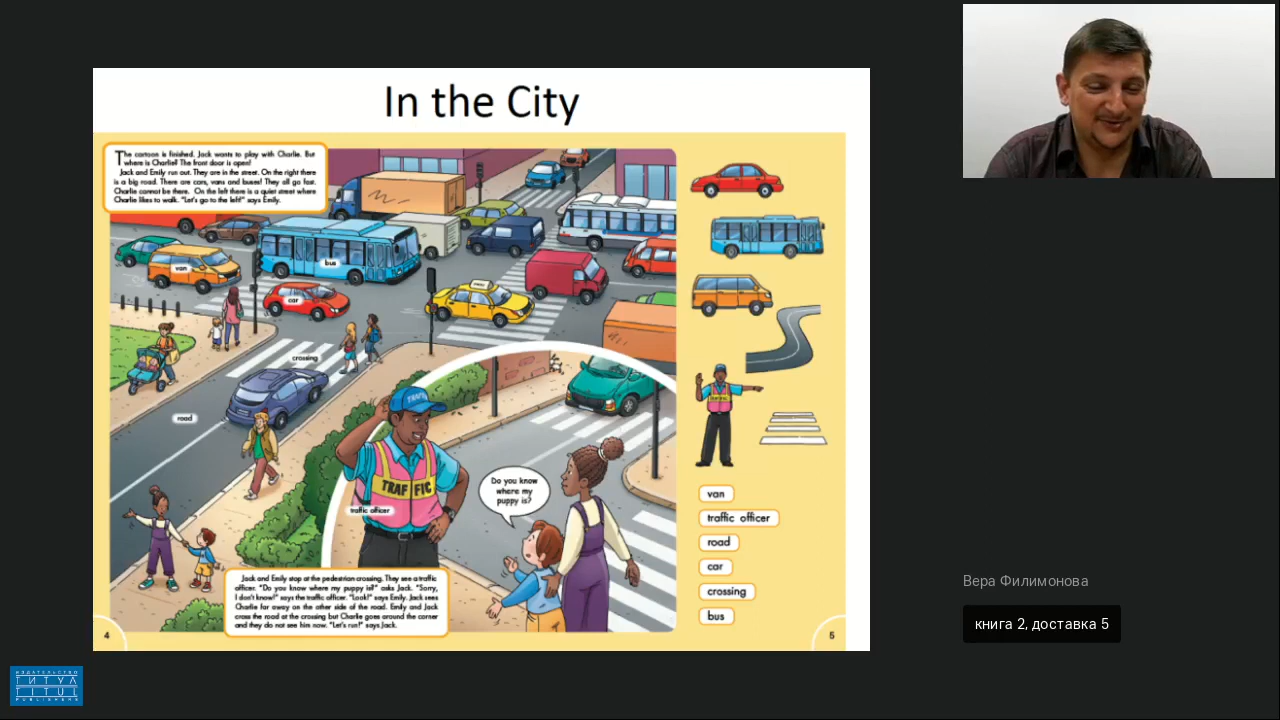 In the City
The cartoon is finished. Jack wants to play with Charlie. But
where is Charlie? The front door is open!
Jack and Emily run out. They are in the street. On the right there
is a big road. There are cars, vans and buses! They all go fast.
Charlie cannot be there. On the left there is a quiet street where
Charlie likes to walk. "Let's go to the left!" says Emily.
van
bus
car
TAXI
crossing
road
TRAFFIC
TRAFFIC
traffic officer
Do you know
where my
puppy is?
Jack and Emily stop at the pedestrian crossing. They see a traffic
officer. "Do you know where my puppy is?" asks Jack. "Sorry,
I don't know!" says the traffic officer. "Look!" says Emily. Jack sees
Charlie far away on the other side of the road. Emily and Jack
cross the road at the crossing but Charlie goes around the corner
and they do not see him now. "Let's run!" says Jack.
4
van
traffic officer
road
car
crossing
bus
5
Вера Филимонова
книга 2, доставка 5
ИЗДАТЕЛЬСТВО
ТИТУЛ
TITUL
PUBLISHERS